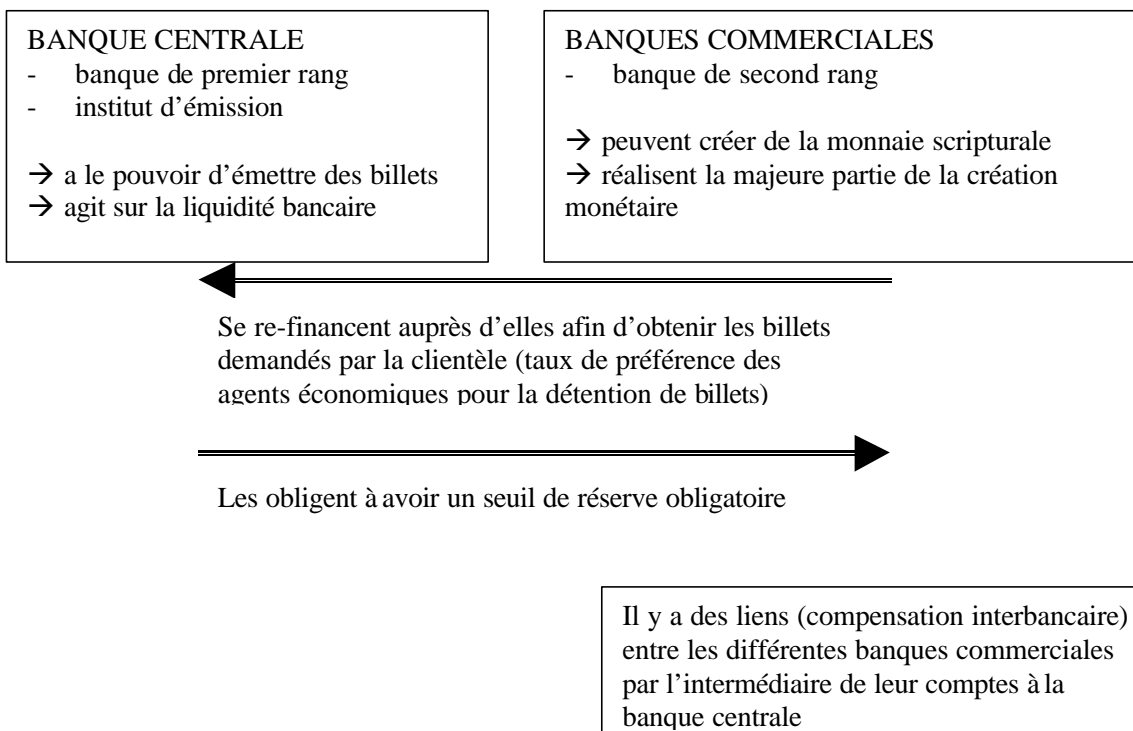 BANQUE CENTRALE
- banque de premier rang
- institut d’émission
→ a le pouvoir d’émettre des billets
→ agit sur la liquidité bancaire
BANQUES COMMERCIALES
- banque de second rang
→ peuvent créer de la monnaie scripturale
→ réalisent la majeure partie de la création
monétaire
Se re-financent auprès d’elles afin d’obtenir les billets
demandés par la clientèle (taux de préférence des
agents économiques pour la détention de billets)
Les obligent à avoir un seuil de réserve obligatoire
Il y a des liens (compensation interbancaire)
entre les différentes banques commerciales
par l’intermédiaire de leur comptes à la
banque centrale